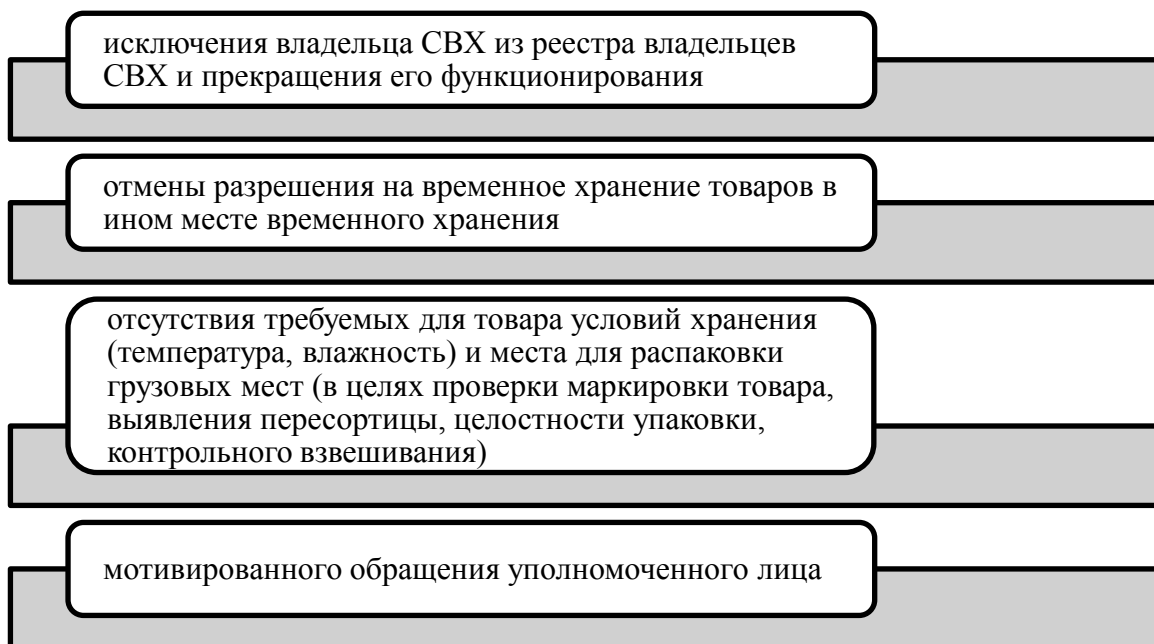 исключения владельца СВХ из реестра владельцев
СВХ и прекращения его функционирования
отмены разрешения на временное хранение товаров в
ином месте временного хранения
отсутствия требуемых для товара условий хранения
(температура, влажность) и места для распаковки
грузовых мест (в целях проверки маркировки товара,
выявления пересортицы, целостности упаковки,
контрольного взвешивания)
мотивированного обращения уполномоченного лица